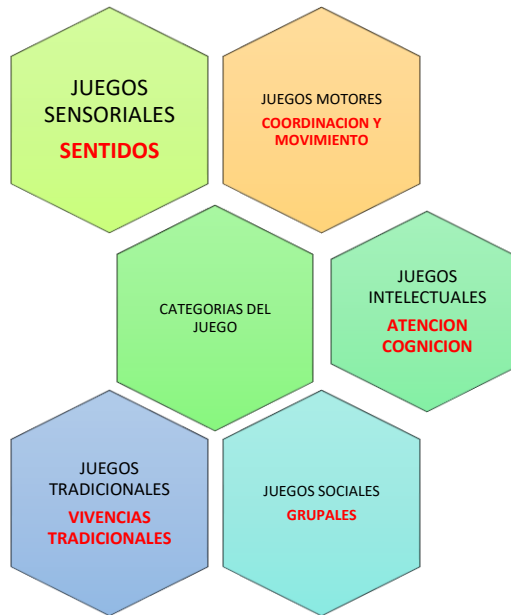 JUEGOS
SENSORIALES
SENTIDOS
JUEGOS MOTORES
COORDINACION Y
MOVIMIENTO
CATEGORIAS DEL
JUEGO
JUEGOS
INTELECTUALES
ATENCION
COGNICION
JUEGOS
TRADICIONALES
VIVENCIAS
TRADICIONALES
JUEGOS SOCIALES
GRUPALES